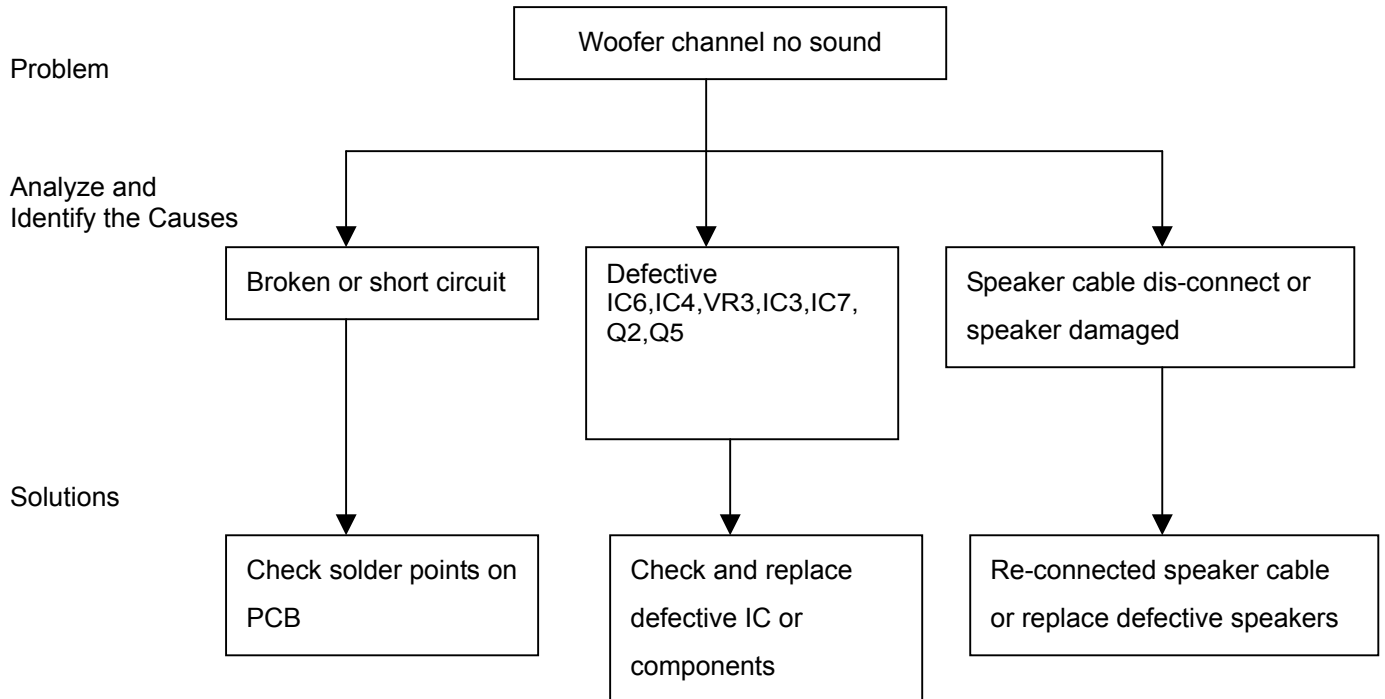 Woofer channel no sound
Problem
Analyze and
Identify the Causes
Broken or short circuit
Defective
IC6,IC4,VR3,IC3,IC7,
Q2,Q5
Speaker cable dis-connect or
speaker damaged
Solutions
Check solder points on
PCB
Check and replace
defective IC or
components
Re-connected speaker cable
or replace defective speakers